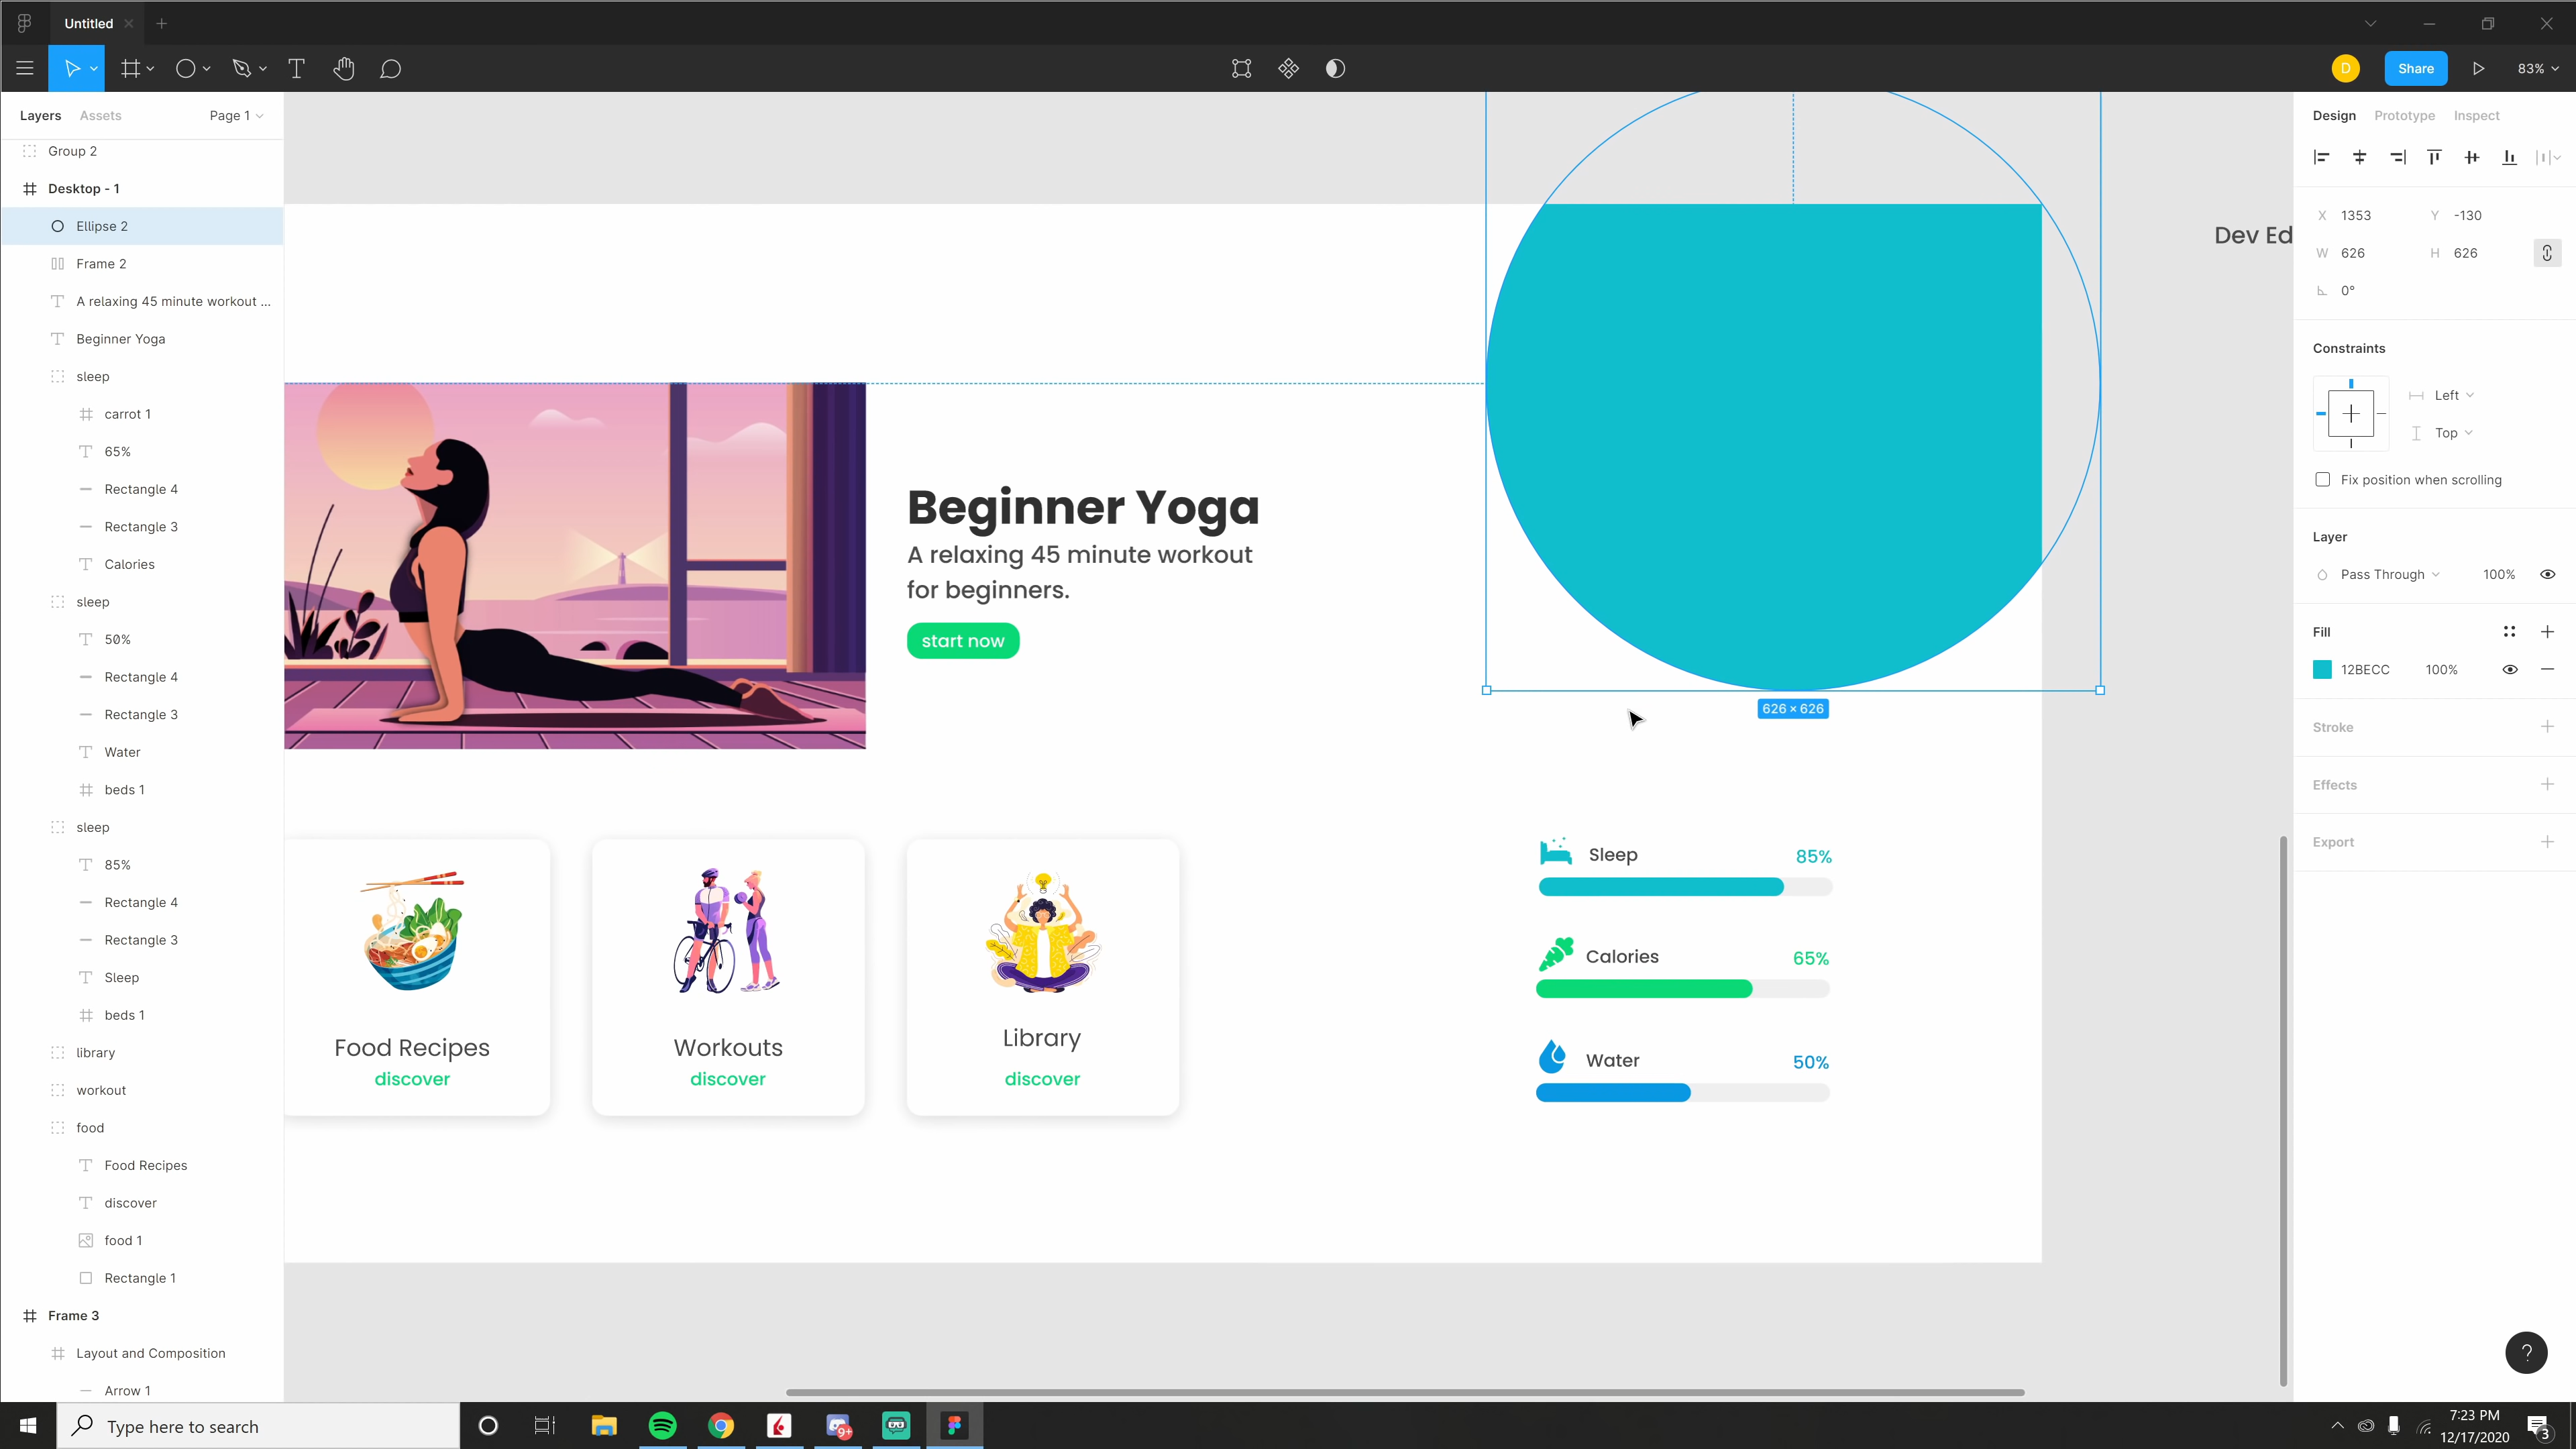 Untitled
D
Share
83%
Layers
Assets
Page 1
Design
Prototype
Inspect
Group 2
Desktop - 1
Ellipse 2
Frame 2
A relaxing 45 minute workout ...
Beginner Yoga
sleep
carrot 1
65%
Rectangle 4
Rectangle 3
Calories
sleep
50%
Rectangle 4
Rectangle 3
Water
beds 1
sleep
85%
Rectangle 4
Rectangle 3
Sleep
beds 1
library
workout
food
Food Recipes
discover
food 1
Rectangle 1
Frame 3
Layout and Composition
Arrow 1
Dev Ed
Beginner Yoga
A relaxing 45 minute workout
for beginners.
start now
626 × 626
Food Recipes
discover
Workouts
discover
Library
discover
Sleep
85%
Calories
65%
Water
50%
X 1353
Y -130
W 626
H 626
0°
Constraints
Left
Top
Fix position when scrolling
Layer
Pass Through
100%
Fill
12BECC
100%
Stroke
Effects
Export
?
Type here to search
9+
7:23 PM
12/17/2020
3